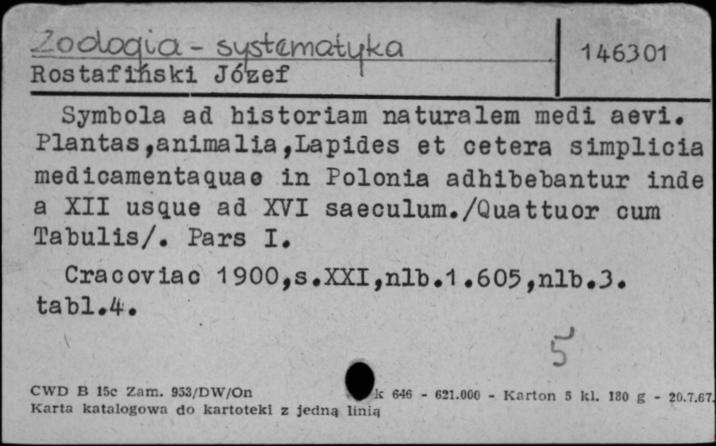 Zoologia - systematyka
146301
Rostafiński Józef
Symbola ad historiam naturalem medi aevi.
Plantas,animalia,Lapides et cetera simplicia
medicamentaquae in Polonia adhibebantur inde
a XII usque ad XVI saeculum./Quattuor cum
Tabulis/. Pars I.
Cracoviae 1900,s.XXI,nlb.1.605,nlb.3.
tabl.4.
5
CWD B 15c Zam. 953/DW/On k 646 - 621.000 - Karton 5 kl. 180 g - 20.7.67.
Karta katalogowa do kartoteki z jedną linią